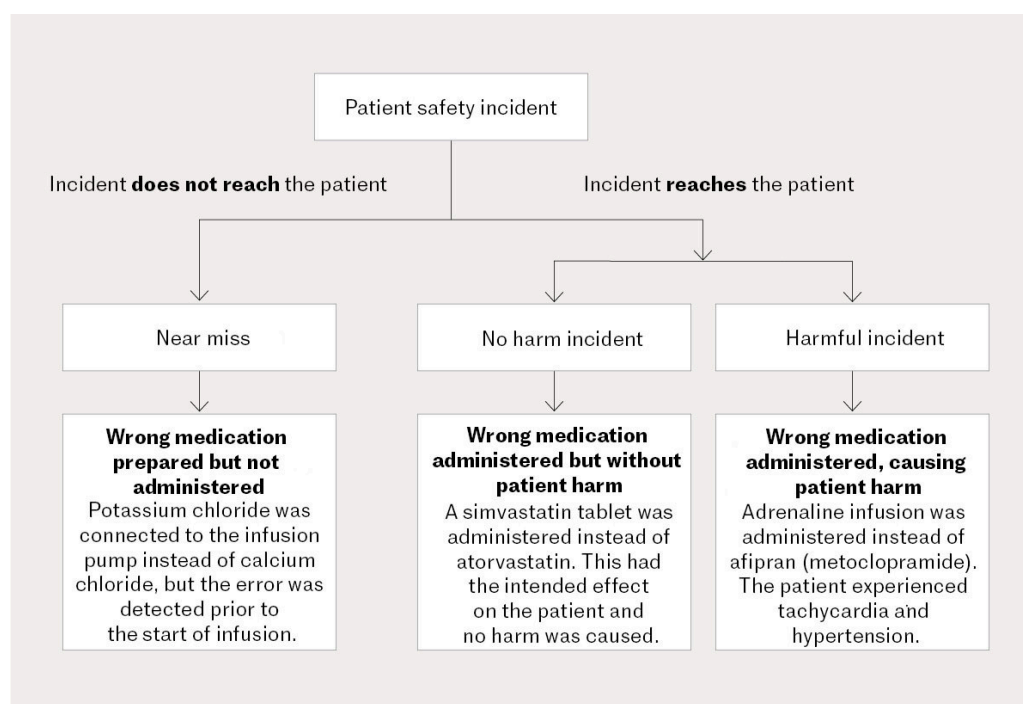 Patient safety incident
Incident does not reach the patient
Incident reaches the patient
Near miss
No harm incident
Harmful incident
Wrong medication
prepared but not
administered
Potassium chloride was
connected to the infusion
pump instead of calcium
chloride, but the error was
detected prior to
the start of infusion.
Wrong medication
administered but without
patient harm
A simvastatin tablet was
administered instead of
atorvastatin. This had
the intended effect
on the patient and
no harm was caused.
Wrong medication
administered, causing
patient harm
Adrenaline infusion was
administered instead of
afipran (metoclopramide).
The patient experienced
tachycardia and
hypertension.